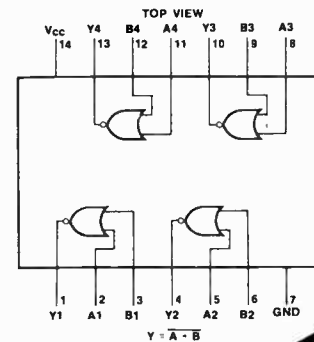 TOP VIEW
VCC Y4 B4 A4 Y3 B3 A3
14 13 12 11 10 9 8
1 2 3 4 5 6 7
Y1 A1 B1 Y2 A2 B2 GND
Y = A + B